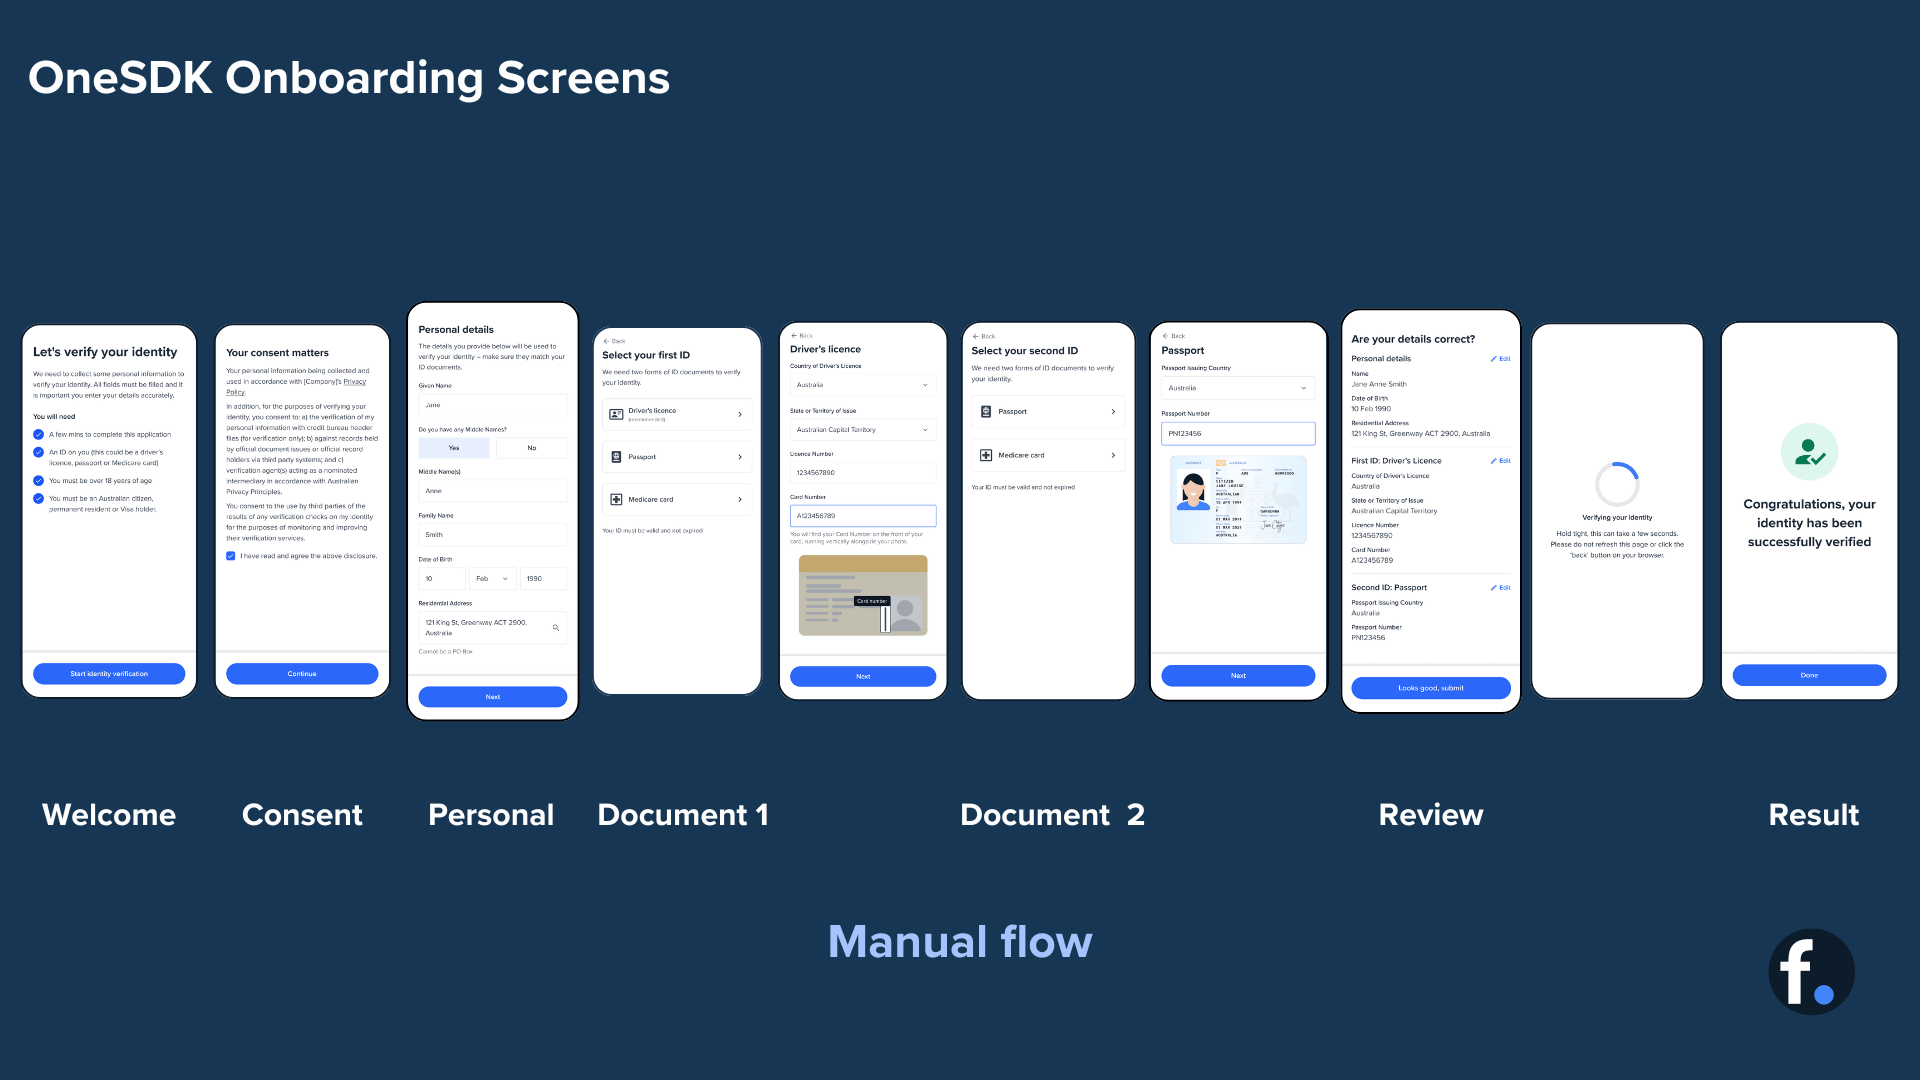 OneSDK Onboarding Screens
Let's verify your identity
We need to collect some personal information to
verify your identity. All fields must be filled and it
is important you enter your details accurately.
You will need
A few mins to complete this application
An ID on you (this could be a driver's
licence, passport or Medicare card)
You must be over 18 years of age
You must be an Australian citizen,
permanent resident or Visa holder.
Start identity verification
Your consent matters
Your personal information being collected and
used in accordance with [Company]'s Privacy
Policy.
In addition, for the purposes of verifying your
identity, you consent to: a) the verification of my
personal information with credit bureau header
files (for verification only); b) against records held
by official document issues or official record
holders via third party systems; and c)
verification agent(s) acting as a nominated
intermediary in accordance with Australian
Privacy Principles.
You consent to the use by third parties of the
results of any verification checks on my identity
for the purposes of monitoring and improving
their verification services.
I have read and agree the above disclosure.
Continue
Personal details
The details you provide below will be used to
verify your identity – make sure they match your
ID documents.
Given Name
Jane
Do you have any Middle Names?
Yes
No
Middle Name(s)
Anne
Family Name
Smith
Date of Birth
10
Feb
1990
Residential Address
121 King St, Greenway ACT 2900,
Australia
Cannot be a PO Box
Next
Back
Select your first ID
We need two forms of ID documents to verify
your identity.
Driver's licence
(recommended)
Passport
Medicare card
Your ID must be valid and not expired
Back
Driver's licence
Country of Driver's Licence
Australia
State or Territory of Issue
Australian Capital Territory
Licence Number
1234567890
Card Number
A123456789
You will find your Card Number on the front of your
card, running vertically alongside your photo.
Card number
Next
Back
Select your second ID
We need two forms of ID documents to verify
your identity.
Passport
Medicare card
Your ID must be valid and not expired
Back
Passport
Passport Issuing Country
Australia
Passport Number
PN123456
PASSPORT
AUSTRALIA
CITIZEN
JANE LOUISE
AUSTRALIAN
CANBERRA
AUSTRALIA
Next
Are your details correct?
Personal details
Edit
Name
Jane Anne Smith
Date of Birth
10 Feb 1990
Residential Address
121 King St, Greenway ACT 2900, Australia
First ID: Driver's Licence
Edit
Country of Driver's Licence
Australia
State or Territory of Issue
Australian Capital Territory
Licence Number
1234567890
Card Number
A123456789
Second ID: Passport
Edit
Passport Issuing Country
Australia
Passport Number
PN123456
Looks good, submit
Verifying your identity
Hold tight, this can take a few seconds.
Please do not refresh this page or click the
'back' button on your browser.
Congratulations, your
identity has been
successfully verified
Done
Welcome
Consent
Personal
Document 1
Document 2
Review
Result
Manual flow
f.